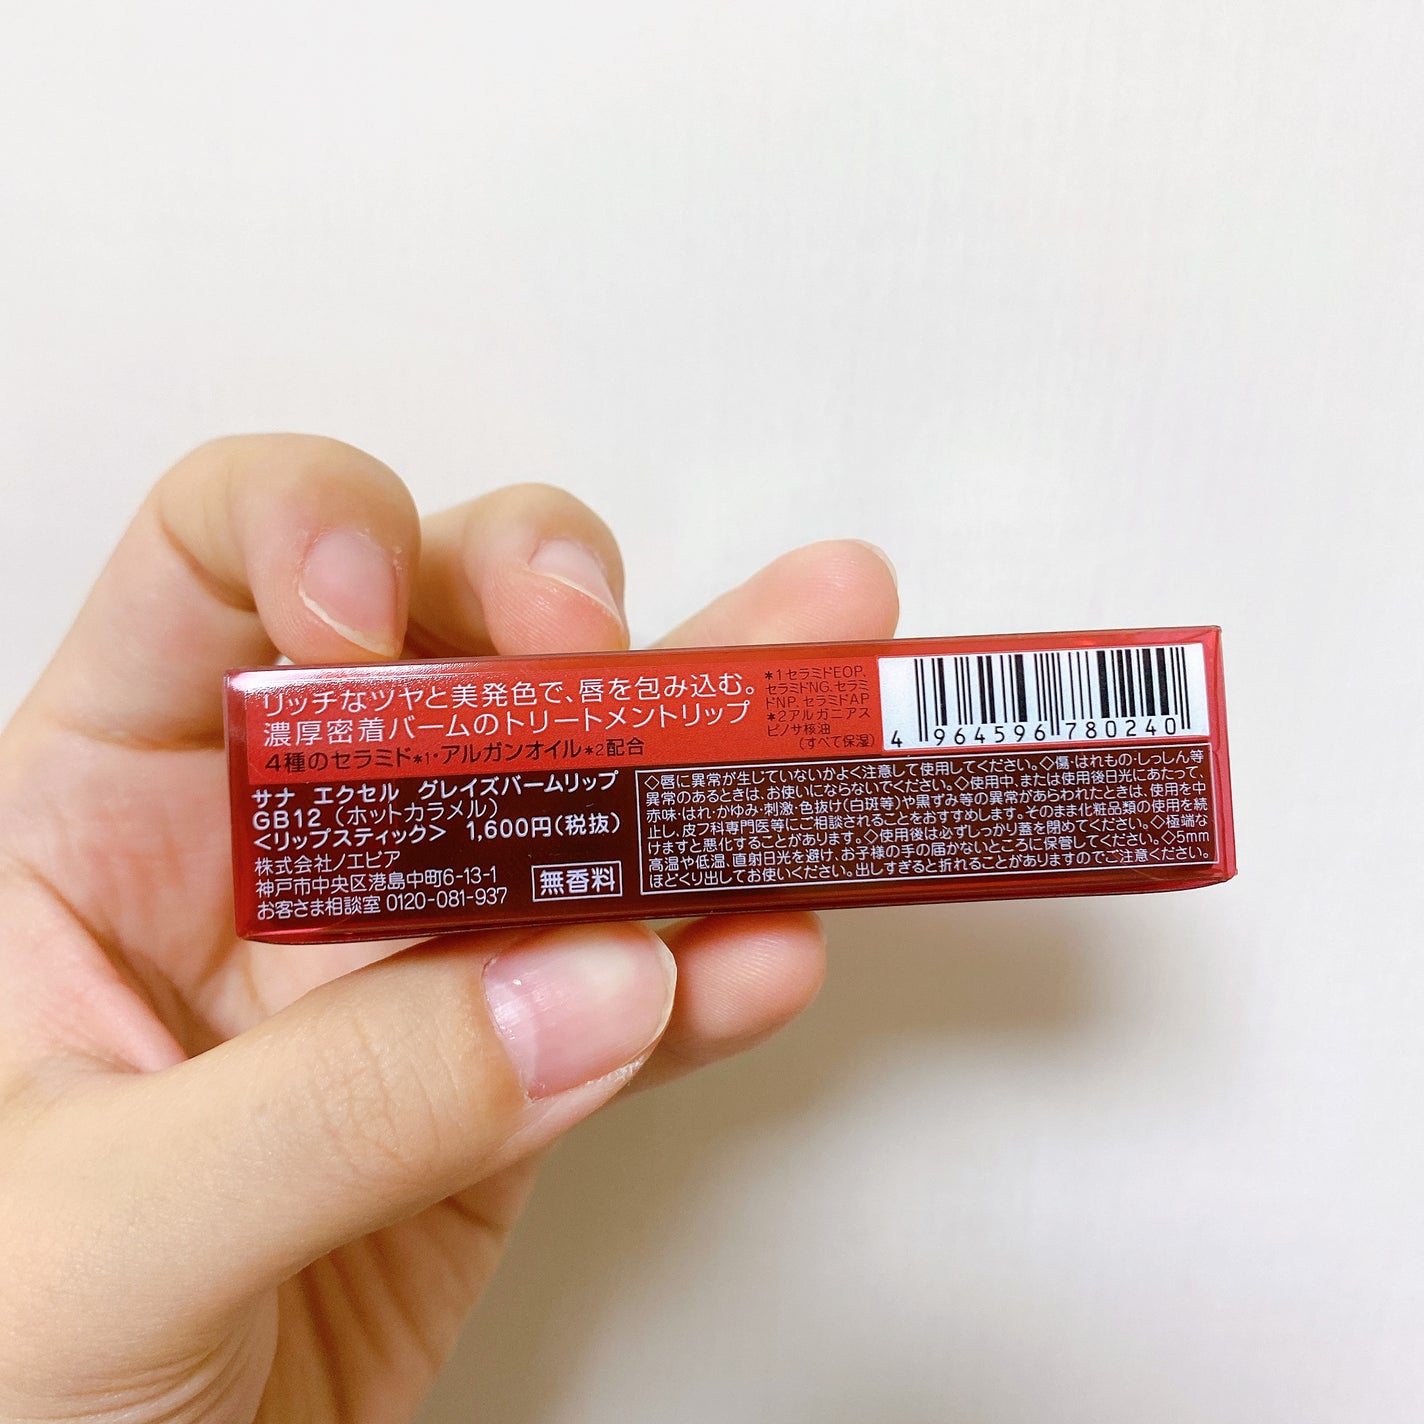 リッチなツヤと美発色で、唇を包み込む。
濃厚密着バームのトリートメントリップ
4種のセラミド*1・アルガンオイル*2配合
*1セラミドEOP、
セラミドNG、セラミ
ドNP、セラミドAP
*2アルガニアス
ピノサ核油
(すべて保湿)
4 964596 780240
サナ エクセル グレイズバームリップ
GB12（ホットカラメル）
<リップスティック> 1,600円(税抜)
株式会社ノエビア
神戸市中央区港島中町6-13-1
お客さま相談室 0120-081-937
無香料
◇唇に異常が生じていないかよく注意して使用してください。◇傷・はれもの・しっしん等
異常のあるときは、お使いにならないでください。◇使用中、または使用後日光にあたって、
赤味・はれ・かゆみ・刺激・色抜け(白斑等)や黒ずみ等の異常があらわれたときは、使用を中
止し、皮フ科専門医等にご相談されることをおすすめします。そのまま化粧品類の使用を続
けますと悪化することがあります。◇使用後は必ずしっかり蓋を閉めてください。◇極端な
高温や低温、直射日光を避け、お子様の手の届かないところに保管してください。◇5mm
ほどくり出してお使いください。出しすぎると折れることがありますのでご注意ください。